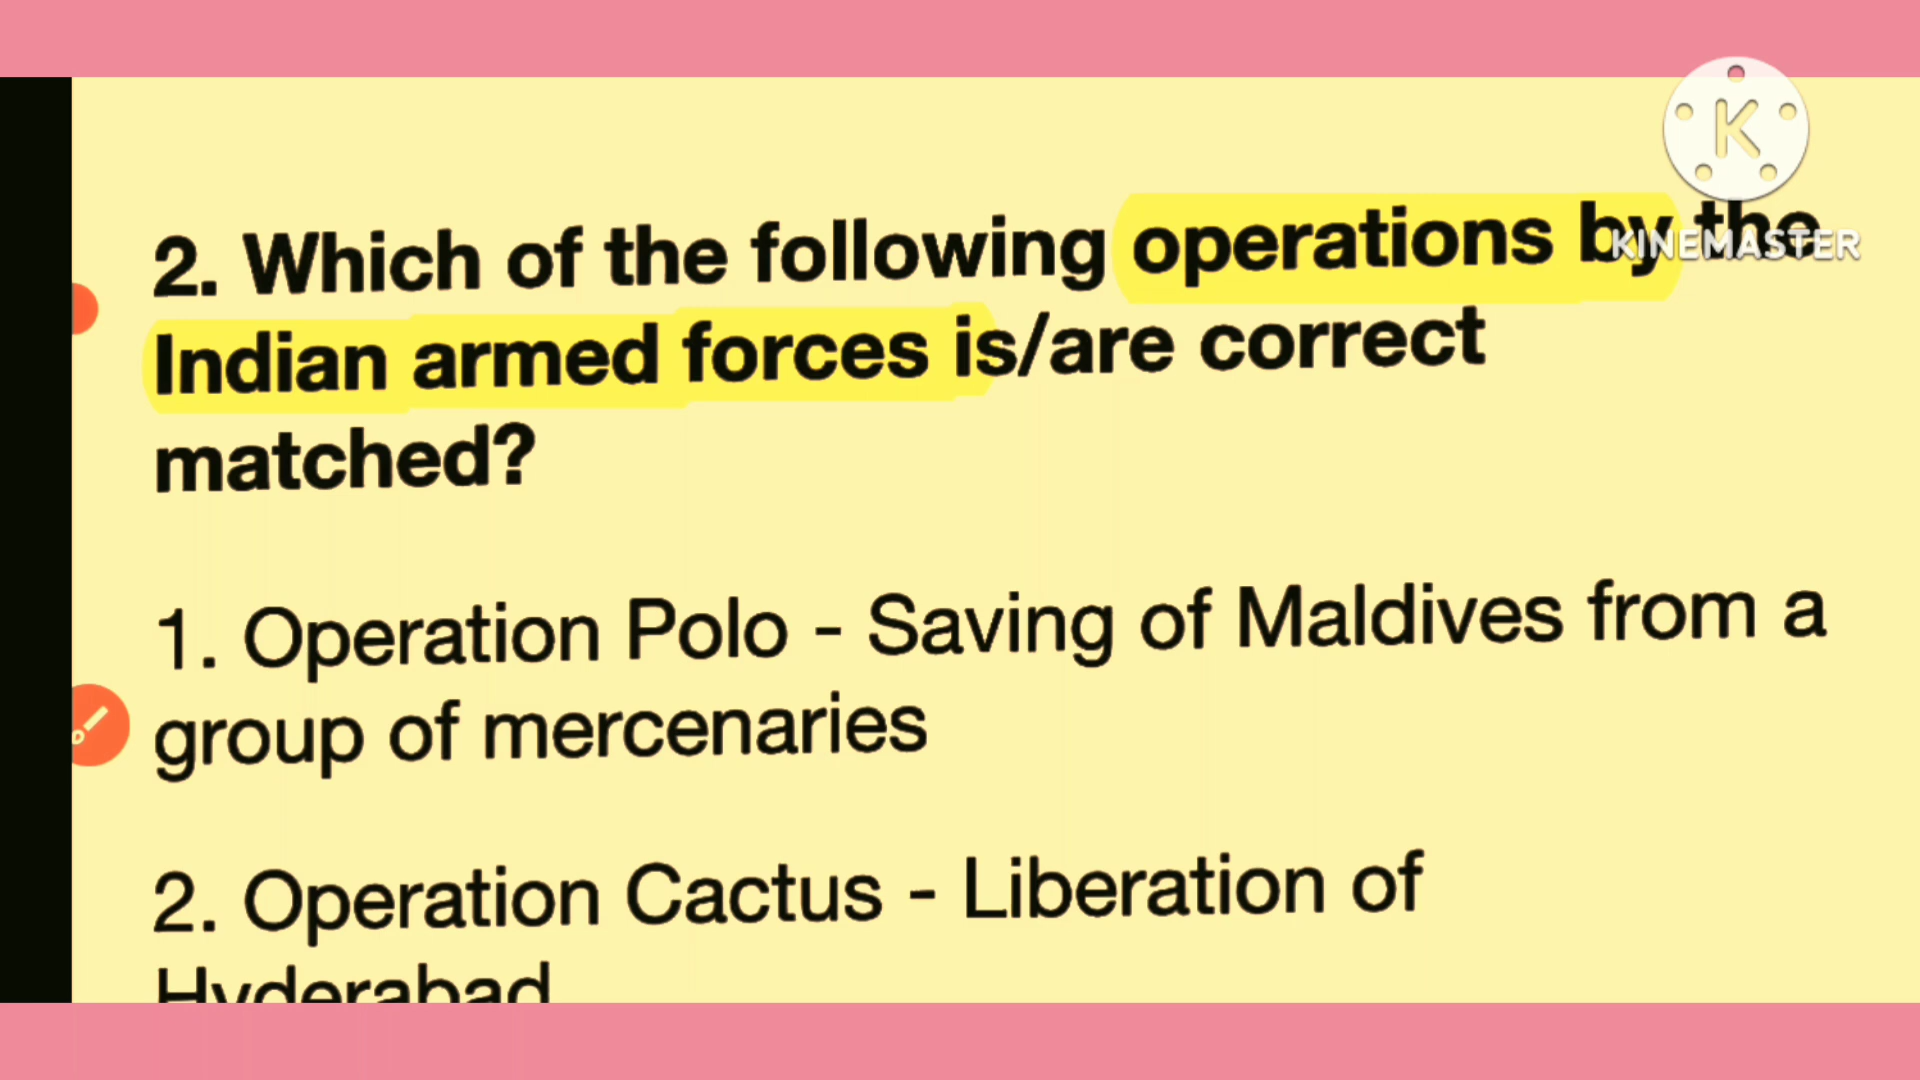 K
KINEMASTER
2. Which of the following operations by the
Indian armed forces is/are correct
matched?
1. Operation Polo - Saving of Maldives from a
group of mercenaries
2. Operation Cactus - Liberation of
Hyderabad